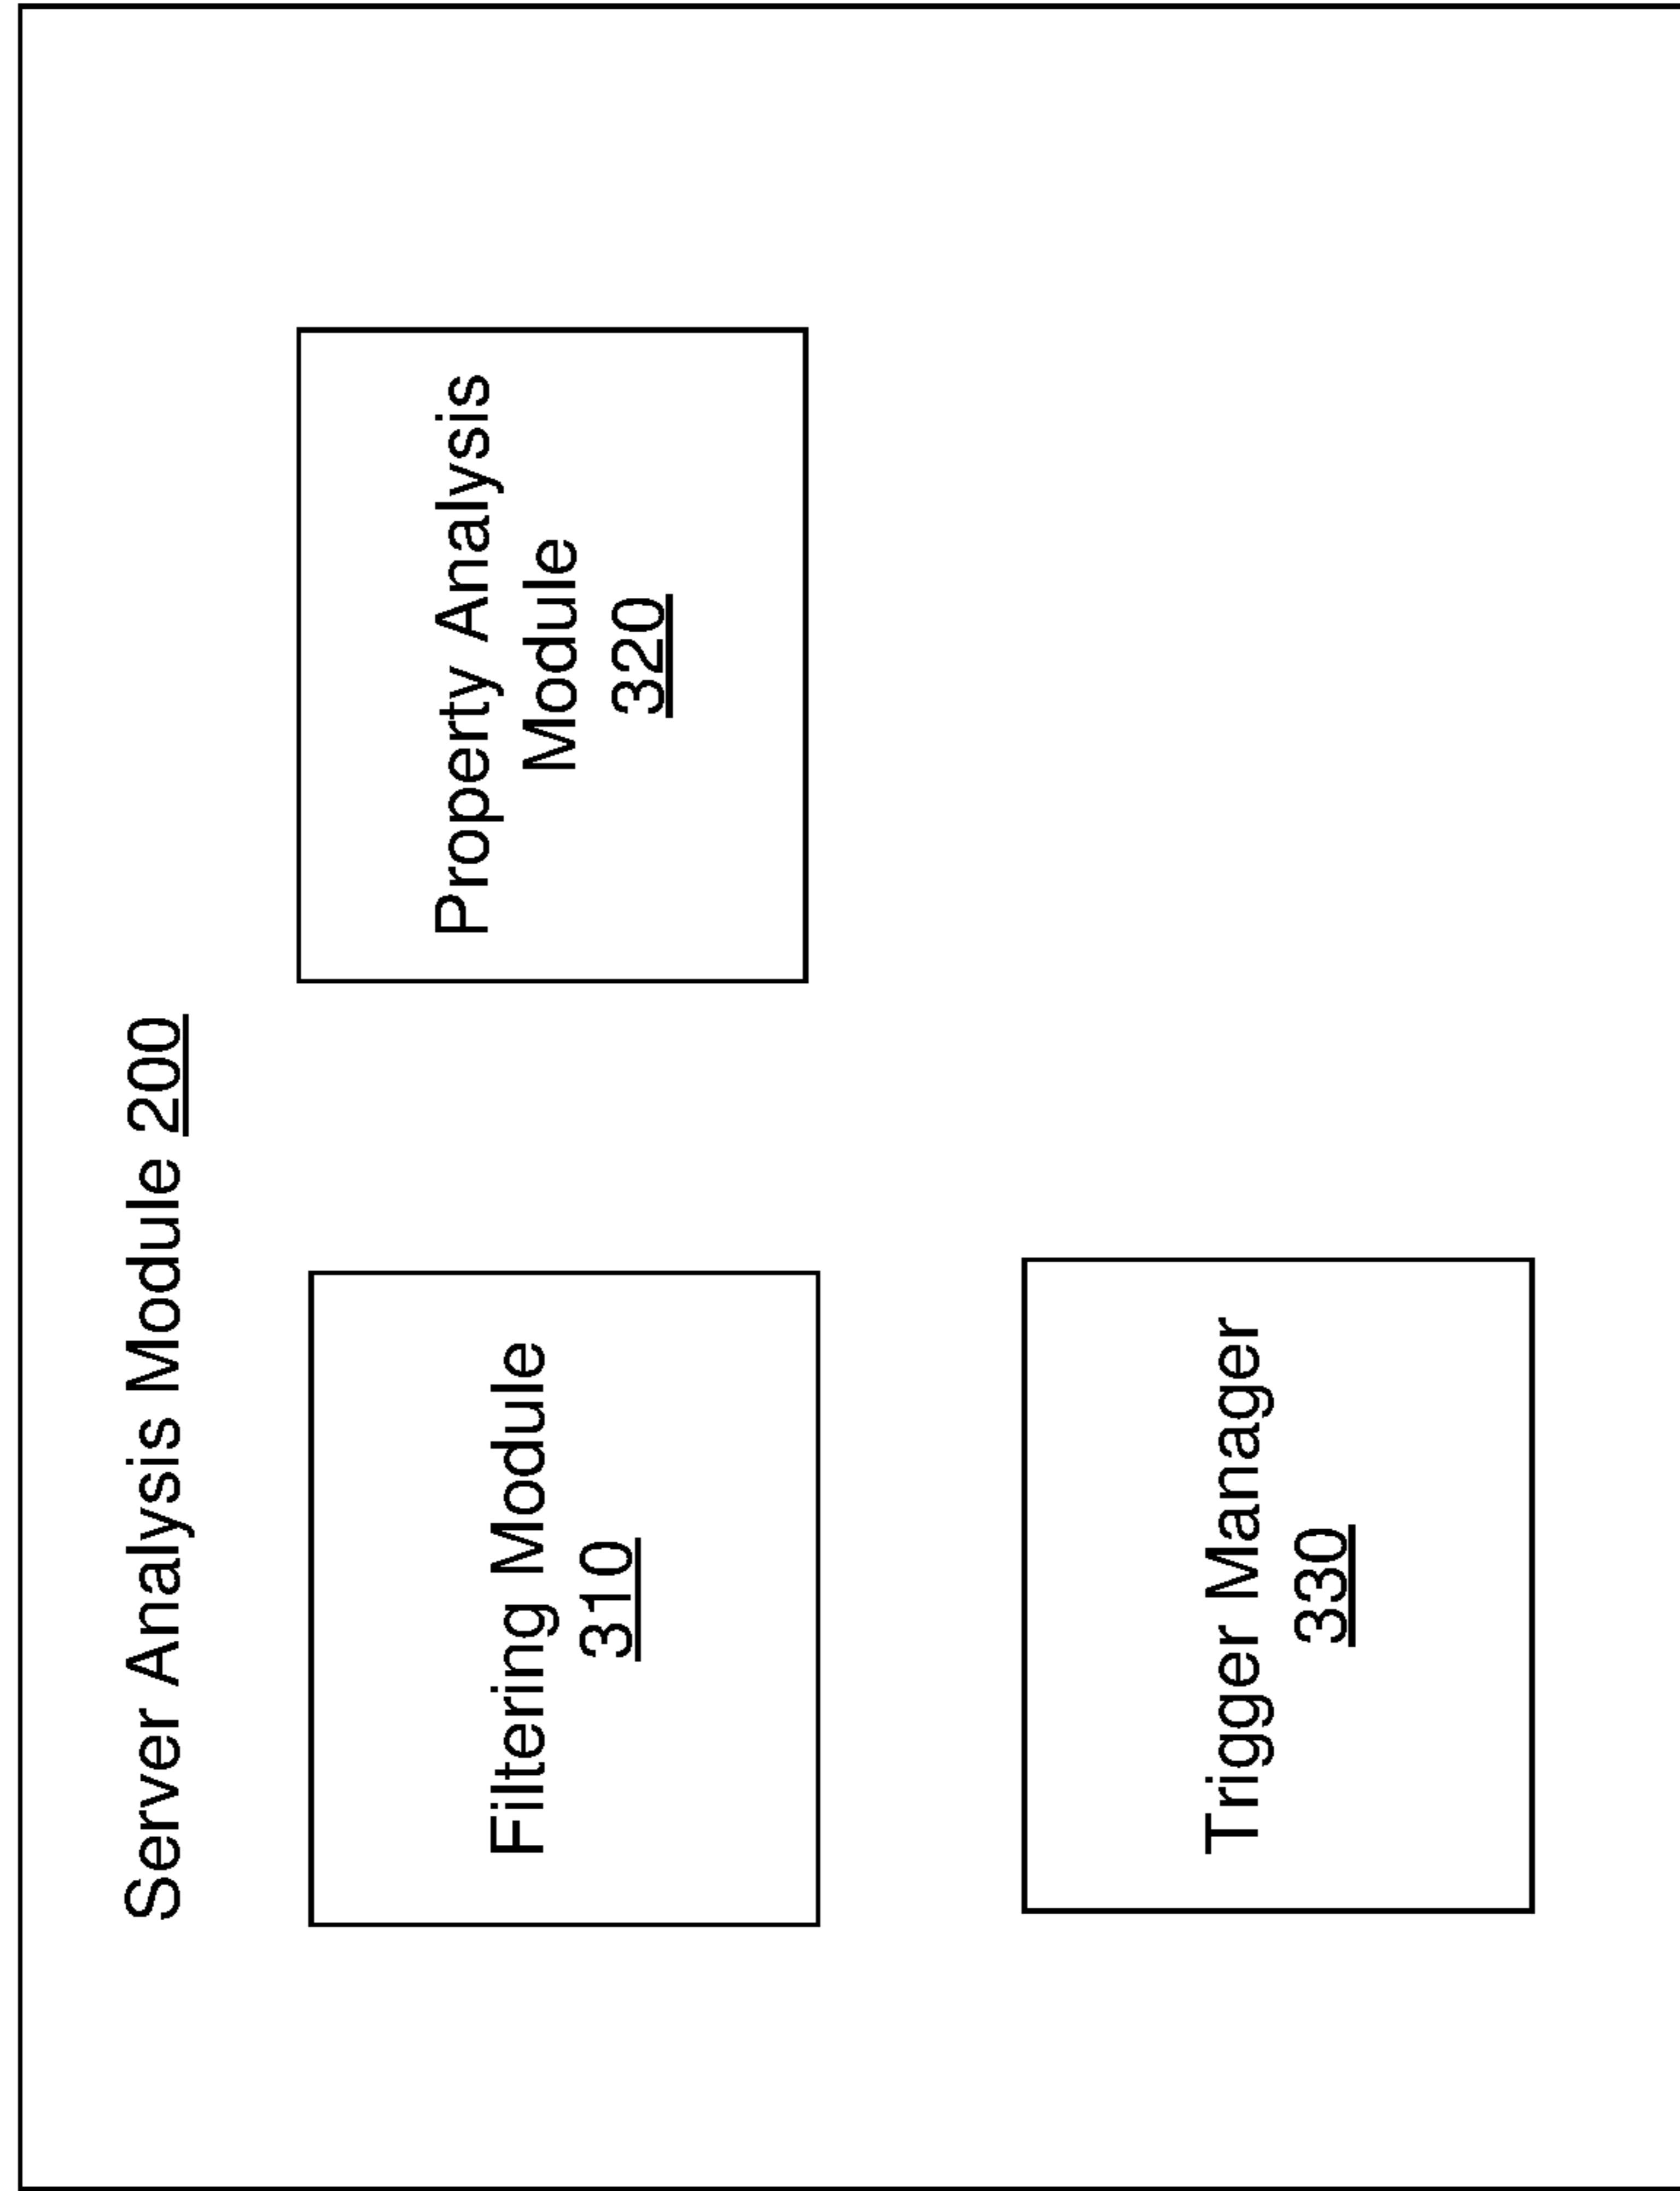 Server Analysis Module 200
Filtering Module
310
Property Analysis
Module
320
Trigger Manager
330